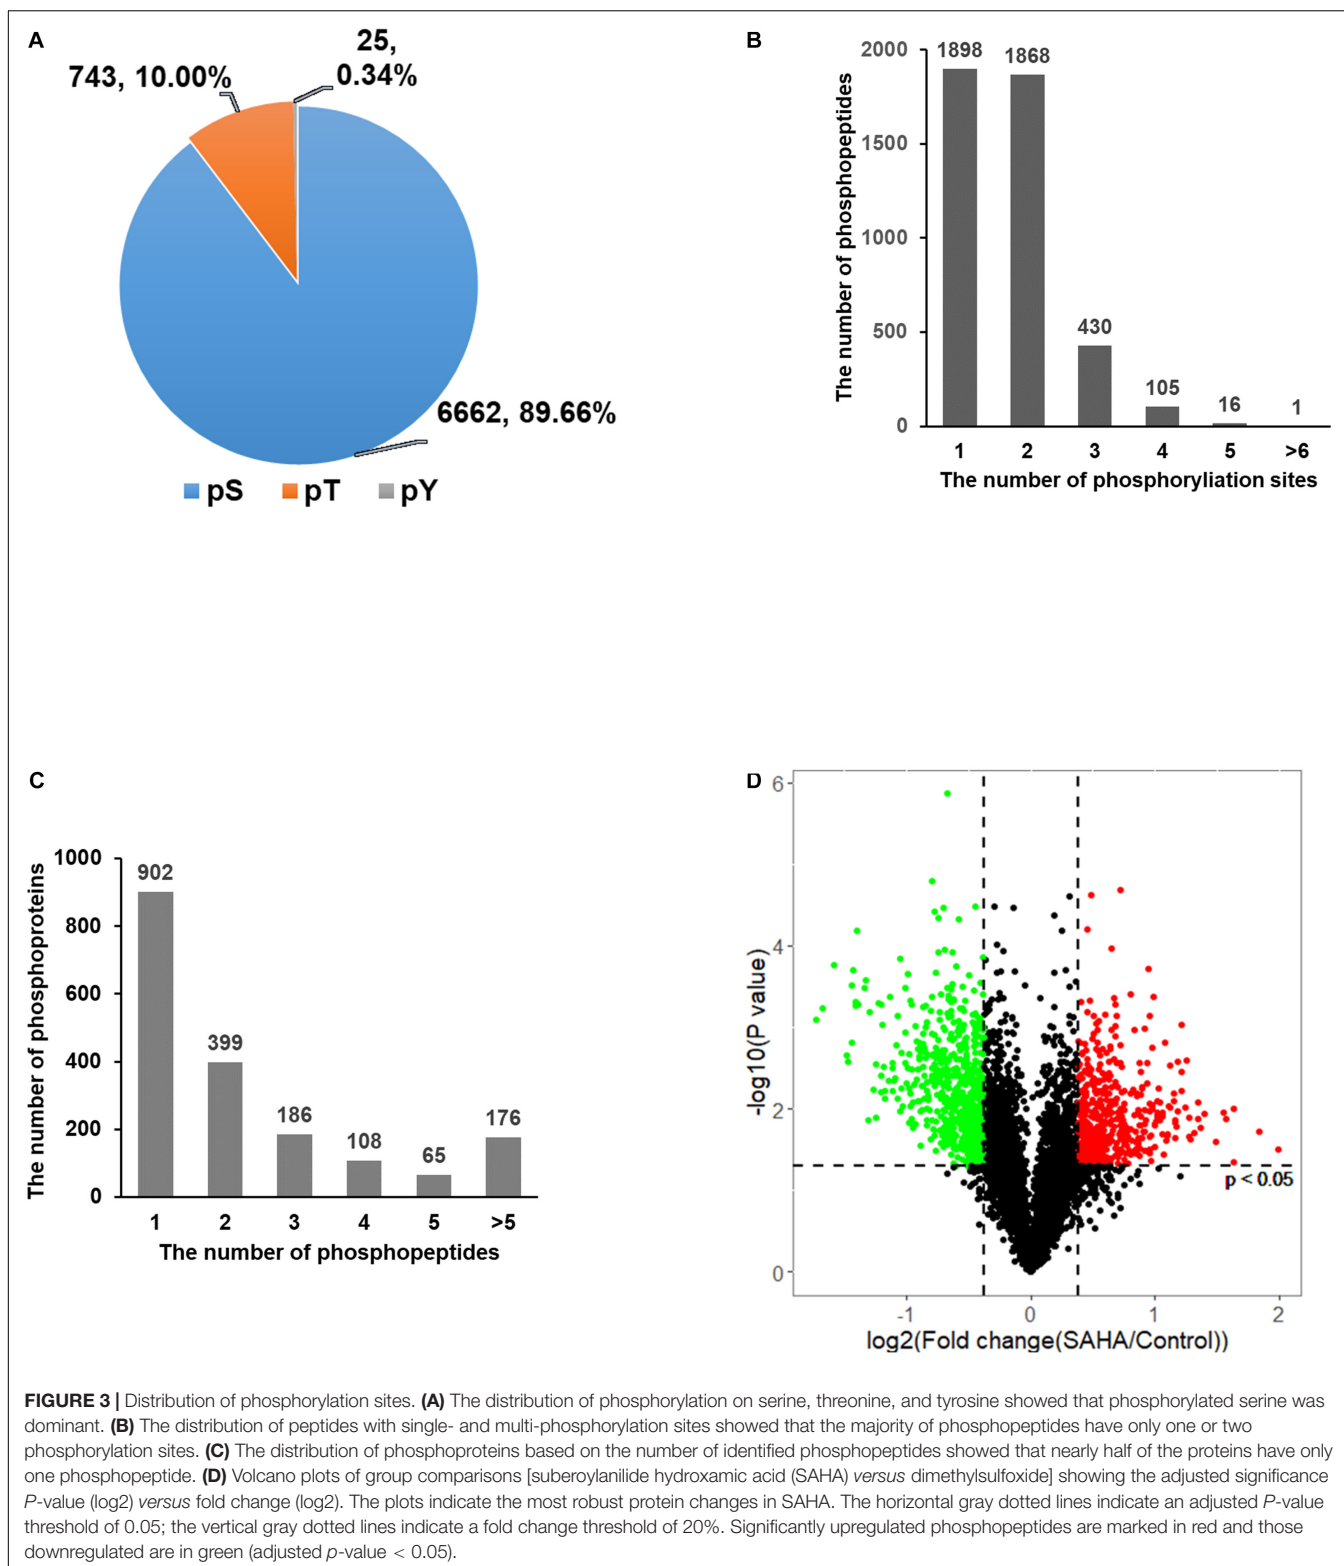 A
25,
0.34%
743, 10.00%
6662, 89.66%
pS pT pY
B
The number of phosphopeptides
2000
1500
1000
500
0
1898
1868
430
105
16
1
1 2 3 4 5 >6
The number of phosphoryliation sites
C
The number of phosphoproteins
1000
800
600
400
200
0
902
399
186
108
65
176
1 2 3 4 5 >5
The number of phosphopeptides
D
-log10(P value)
6
4
2
0
p < 0.05
-1 0 1 2
log2(Fold change(SAHA/Control))
FIGURE 3 | Distribution of phosphorylation sites. (A) The distribution of phosphorylation on serine, threonine, and tyrosine showed that phosphorylated serine was
dominant. (B) The distribution of peptides with single- and multi-phosphorylation sites showed that the majority of phosphopeptides have only one or two
phosphorylation sites. (C) The distribution of phosphoproteins based on the number of identified phosphopeptides showed that nearly half of the proteins have only
one phosphopeptide. (D) Volcano plots of group comparisons [suberoylanilide hydroxamic acid (SAHA) versus dimethylsulfoxide] showing the adjusted significance
P-value (log2) versus fold change (log2). The plots indicate the most robust protein changes in SAHA. The horizontal gray dotted lines indicate an adjusted P-value
threshold of 0.05; the vertical gray dotted lines indicate a fold change threshold of 20%. Significantly upregulated phosphopeptides are marked in red and those
downregulated are in green (adjusted p-value < 0.05).